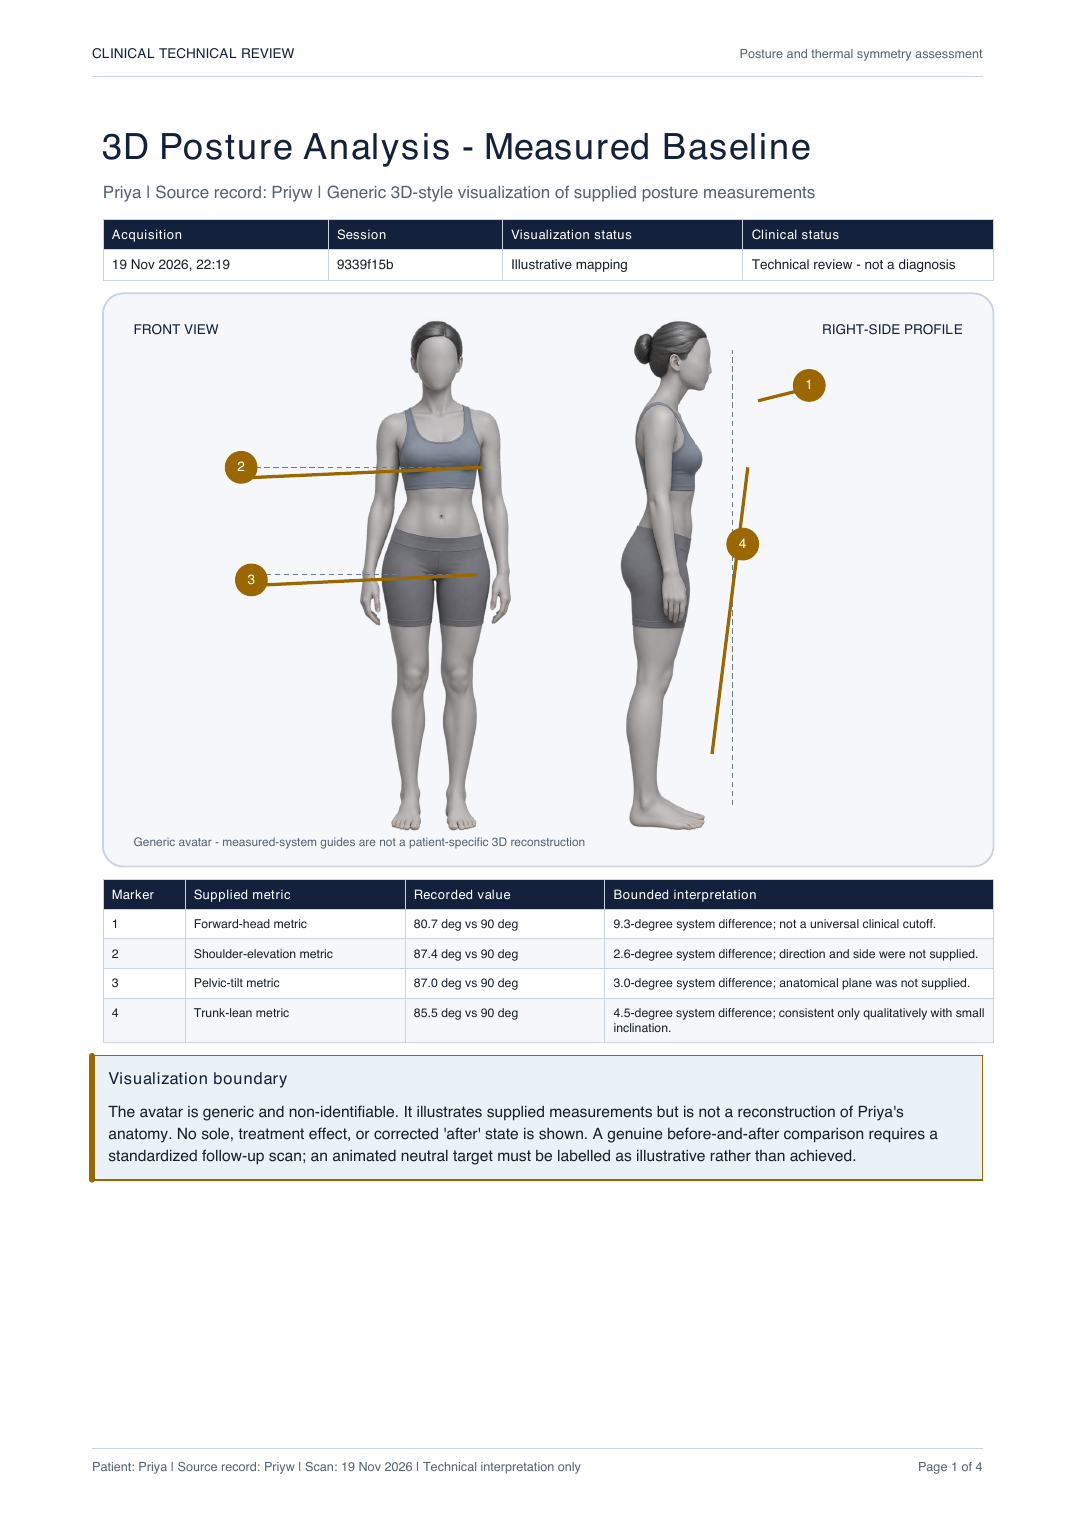 CLINICAL TECHNICAL REVIEW
Posture and thermal symmetry assessment
3D Posture Analysis - Measured Baseline
Priya | Source record: Priyw | Generic 3D-style visualization of supplied posture measurements
Acquisition Session Visualization status Clinical status
19 Nov 2026, 22:19 9339f15b Illustrative mapping Technical review - not a diagnosis
FRONT VIEW
RIGHT-SIDE PROFILE
1
2
4
3
Generic avatar - measured-system guides are not a patient-specific 3D reconstruction
Marker Supplied metric Recorded value Bounded interpretation
1 Forward-head metric 80.7 deg vs 90 deg 9.3-degree system difference; not a universal clinical cutoff.
2 Shoulder-elevation metric 87.4 deg vs 90 deg 2.6-degree system difference; direction and side were not supplied.
3 Pelvic-tilt metric 87.0 deg vs 90 deg 3.0-degree system difference; anatomical plane was not supplied.
4 Trunk-lean metric 85.5 deg vs 90 deg 4.5-degree system difference; consistent only qualitatively with small
inclination.
Visualization boundary
The avatar is generic and non-identifiable. It illustrates supplied measurements but is not a reconstruction of Priya's
anatomy. No sole, treatment effect, or corrected 'after' state is shown. A genuine before-and-after comparison requires a
standardized follow-up scan; an animated neutral target must be labelled as illustrative rather than achieved.
Patient: Priya | Source record: Priyw | Scan: 19 Nov 2026 | Technical interpretation only
Page 1 of 4